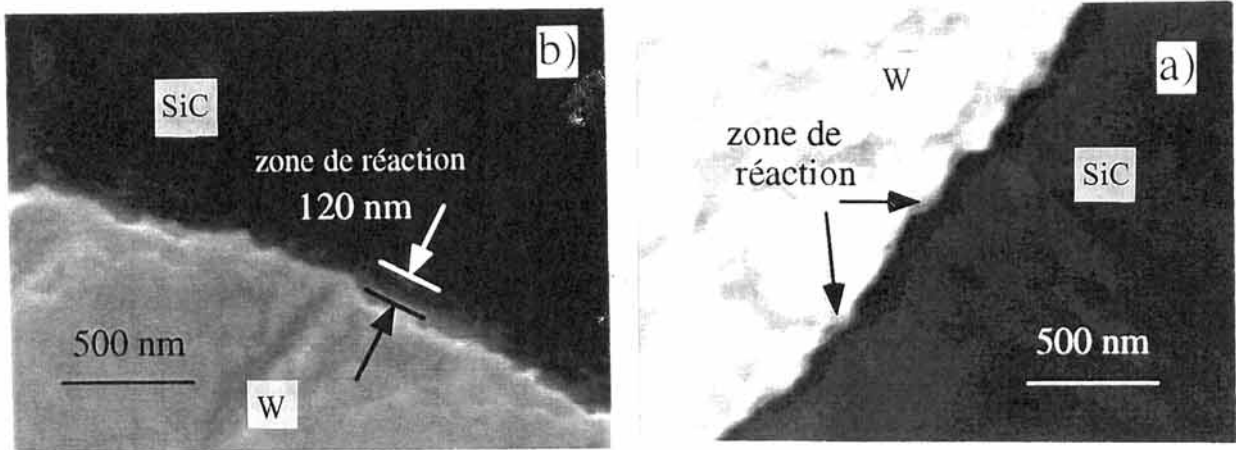 b)
SiC
zone de réaction
120 nm
500 nm
W
a)
W
zone de
réaction
SiC
500 nm